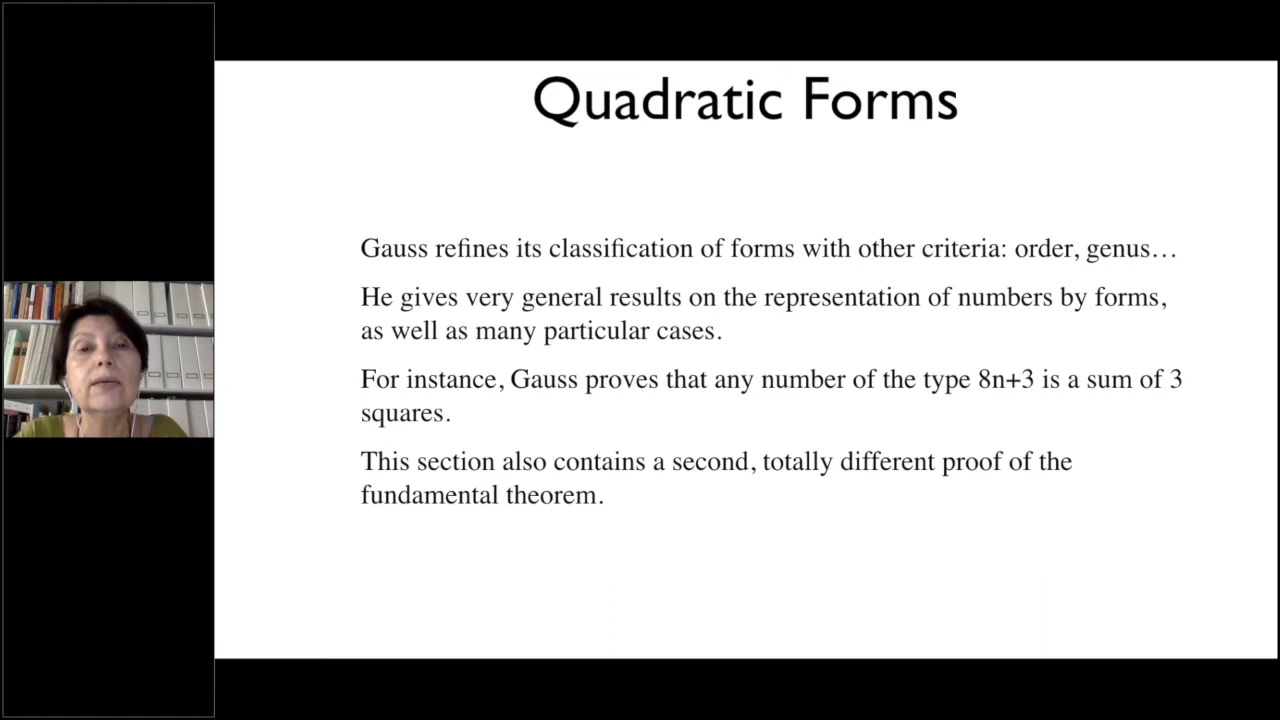 Quadratic Forms
Gauss refines its classification of forms with other criteria: order, genus…
He gives very general results on the representation of numbers by forms,
as well as many particular cases.
For instance, Gauss proves that any number of the type 8n+3 is a sum of 3
squares.
This section also contains a second, totally different proof of the
fundamental theorem.